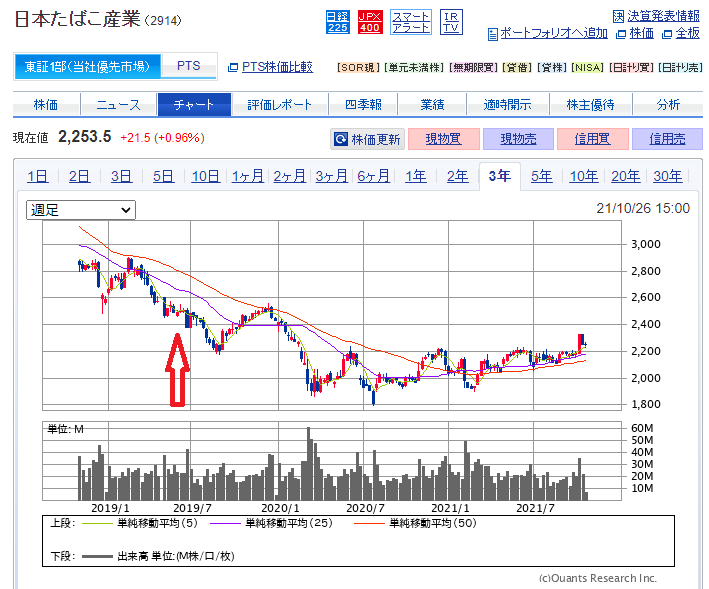 日本たばこ産業(2914)
日経 225 JPX 400 スマート アラート IR TV
決算発表情報
ポートフォリオへ追加 株価 全板
東証1部(当社優先市場) PTS PTS株価比較 [SOR現][単元未満株][無期限買][貸借][貸株][NISA][日計り買][日計り売]
株価 ニュース チャート 評価レポート 四季報 業績 適時開示 株主優待 分析
現在値 2,253.5 +21.5 (+0.96%) 株価更新 現物買 現物売 信用買 信用売
1日 2日 3日 5日 10日 1ヶ月 2ヶ月 3ヶ月 6ヶ月 1年 2年 3年 5年 10年 20年 30年
週足 21/10/26 15:00
3,000
2,800
2,600
2,400
2,200
2,000
1,800
単位: M
60M
50M
40M
30M
20M
10M
2019/1 2019/7 2020/1 2020/7 2021/1 2021/7
上段: 単純移動平均(5) 単純移動平均(25) 単純移動平均(50)
下段: 出来高 単位:(M株/口/枚)
(c)Quants Research Inc.